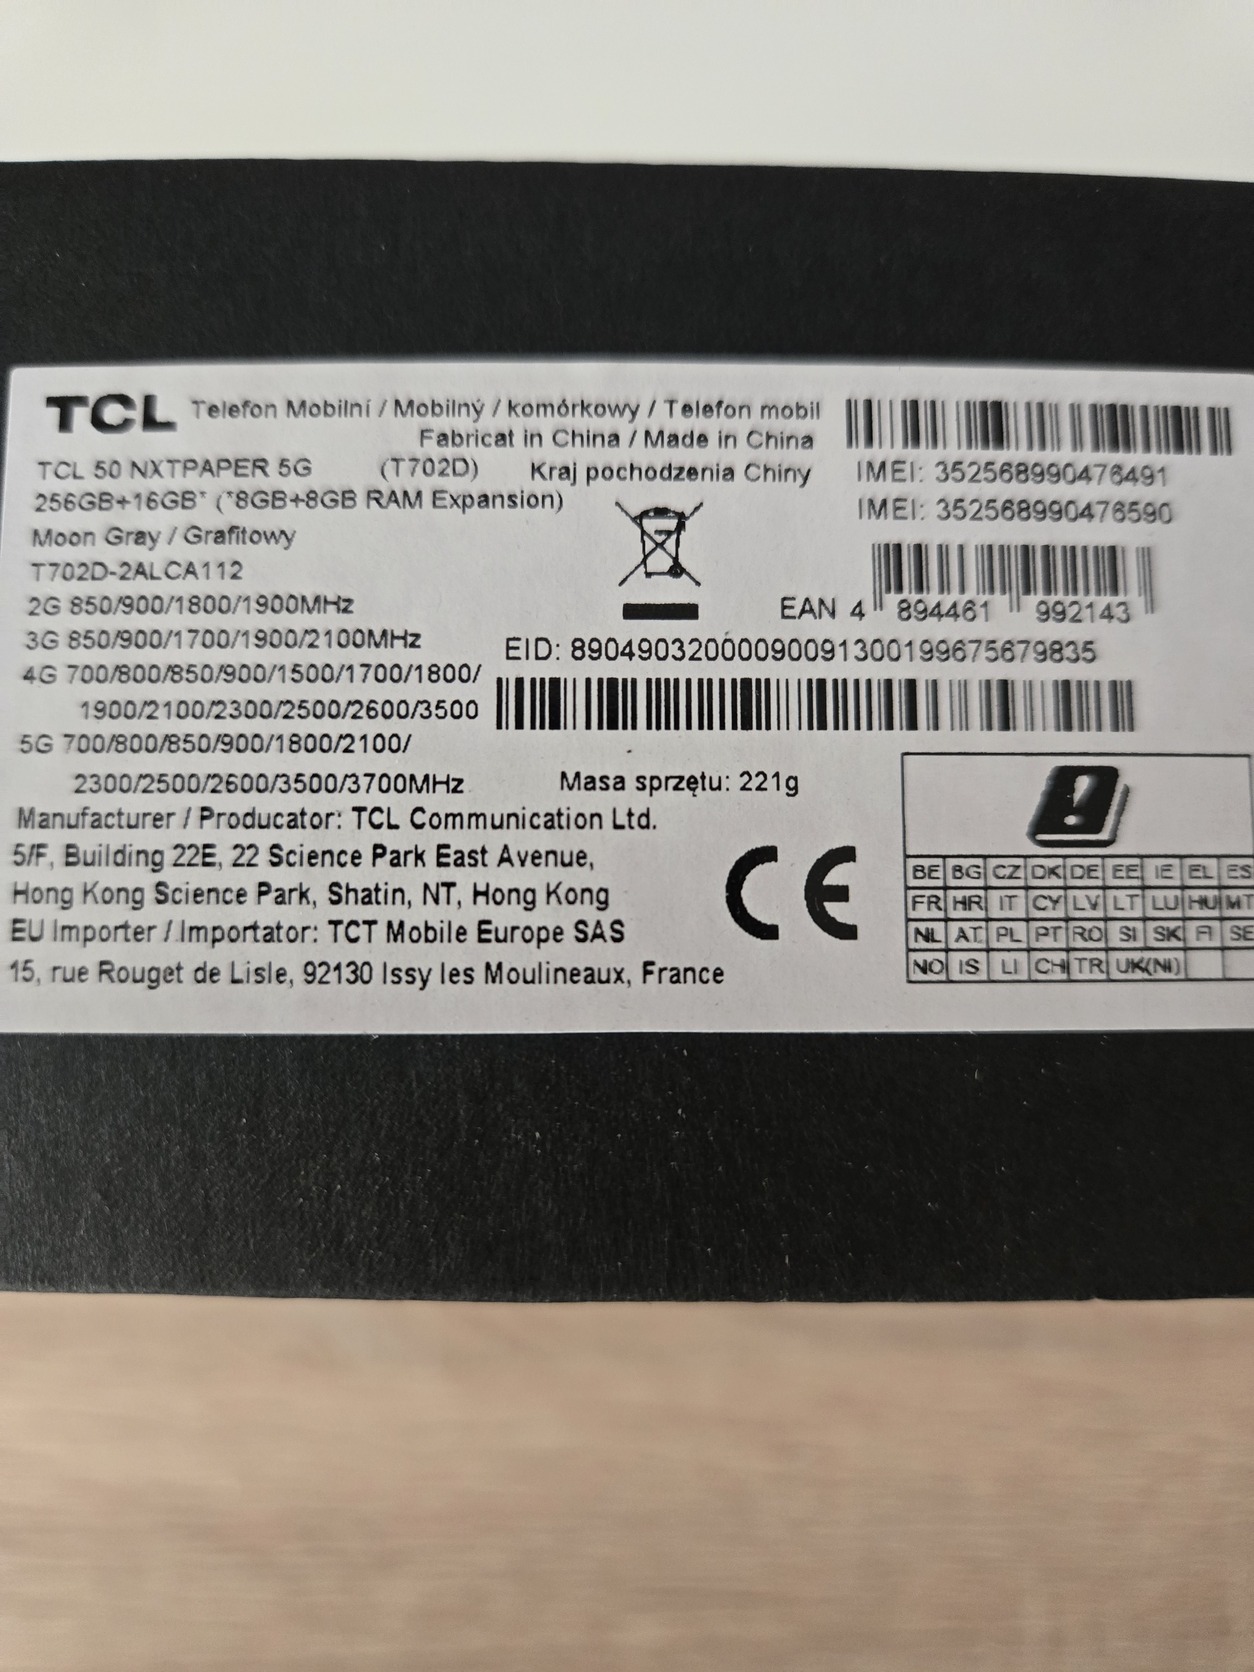 TCL Telefon Mobilní / Mobilný / komórkowy / Telefon mobil
Fabricat in China / Made in China
TCL 50 NXTPAPER 5G (T702D) Kraj pochodzenia Chiny
256GB+16GB* (*8GB+8GB RAM Expansion)
Moon Gray / Grafitowy
T702D-2ALCA112
2G 850/900/1800/1900MHz
3G 850/900/1700/1900/2100MHz
4G 700/800/850/900/1500/1700/1800/
1900/2100/2300/2500/2600/3500
5G 700/800/850/900/1800/2100/
2300/2500/2600/3500/3700MHz
IMEI: 352568990476491
IMEI: 352568990476590
EAN 4 894461 992143
EID: 89049032000009009130019967567983​5
Masa sprzętu: 221g
Manufacturer / Producator: TCL Communication Ltd.
5/F, Building 22E, 22 Science Park East Avenue,
Hong Kong Science Park, Shatin, NT, Hong Kong
EU Importer / Importator: TCT Mobile Europe SAS
15, rue Rouget de Lisle, 92130 Issy les Moulineaux, France
CE
BE BG CZ DK DE EE IE EL ES
FR HR IT CY LV LT LU HU MT
NL AT PL PT RO SI SK FI SE
NO IS LI CH TR UK(NI)